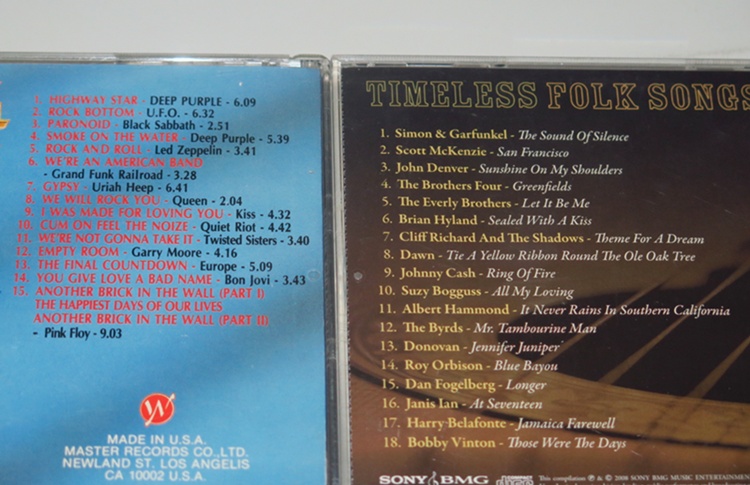 1. HIGHWAY STAR - DEEP PURPLE - 6.09
2. ROCK BOTTOM - U.F.O. - 6.32
3. PARONOID - Black Sabbath - 2.51
4. SMOKE ON THE WATER - Deep Purple - 5.39
5. ROCK AND ROLL - Led Zeppelin - 3.41
6. WE'RE AN AMERICAN BAND
- Grand Funk Railroad - 3.28
7. GYPSY - Uriah Heep - 6.41
8. WE WILL ROCK YOU - Queen - 2.04
9. I WAS MADE FOR LOVING YOU - Kiss - 4.32
10. CUM ON FEEL THE NOIZE - Quiet Riot - 4.42
11. WE'RE NOT GONNA TAKE IT - Twisted Sisters - 3.40
12. EMPTY ROOM - Garry Moore - 4.16
13. THE FINAL COUNTDOWN - Europe - 5.09
14. YOU GIVE LOVE A BAD NAME - Bon Jovi - 3.43
15. ANOTHER BRICK IN THE WALL (PART I)
THE HAPPIEST DAYS OF OUR LIVES
ANOTHER BRICK IN THE WALL (PART II)
- Pink Floy - 9.03
W
MADE IN U.S.A.
MASTER RECORDS CO.,LTD.
NEWLAND ST. LOS ANGELIS
CA 10002 U.S.A.
TIMELESS FOLK SONGS
1. Simon & Garfunkel - The Sound Of Silence
2. Scott McKenzie - San Francisco
3. John Denver - Sunshine On My Shoulders
4. The Brothers Four - Greenfields
5. The Everly Brothers - Let It Be Me
6. Brian Hyland - Sealed With A Kiss
7. Cliff Richard And The Shadows - Theme For A Dream
8. Dawn - Tie A Yellow Ribbon Round The Ole Oak Tree
9. Johnny Cash - Ring Of Fire
10. Suzy Bogguss - All My Loving
11. Albert Hammond - It Never Rains In Southern California
12. The Byrds - Mr. Tambourine Man
13. Donovan - Jennifer Juniper
14. Roy Orbison - Blue Bayou
15. Dan Fogelberg - Longer
16. Janis Ian - At Seventeen
17. Harry Belafonte - Jamaica Farewell
18. Bobby Vinton - Those Were The Days
SONY BMG
COMPACT disc
This compilation ℗ & © 2008 SONY BMG MUSIC ENTERTAINMENT